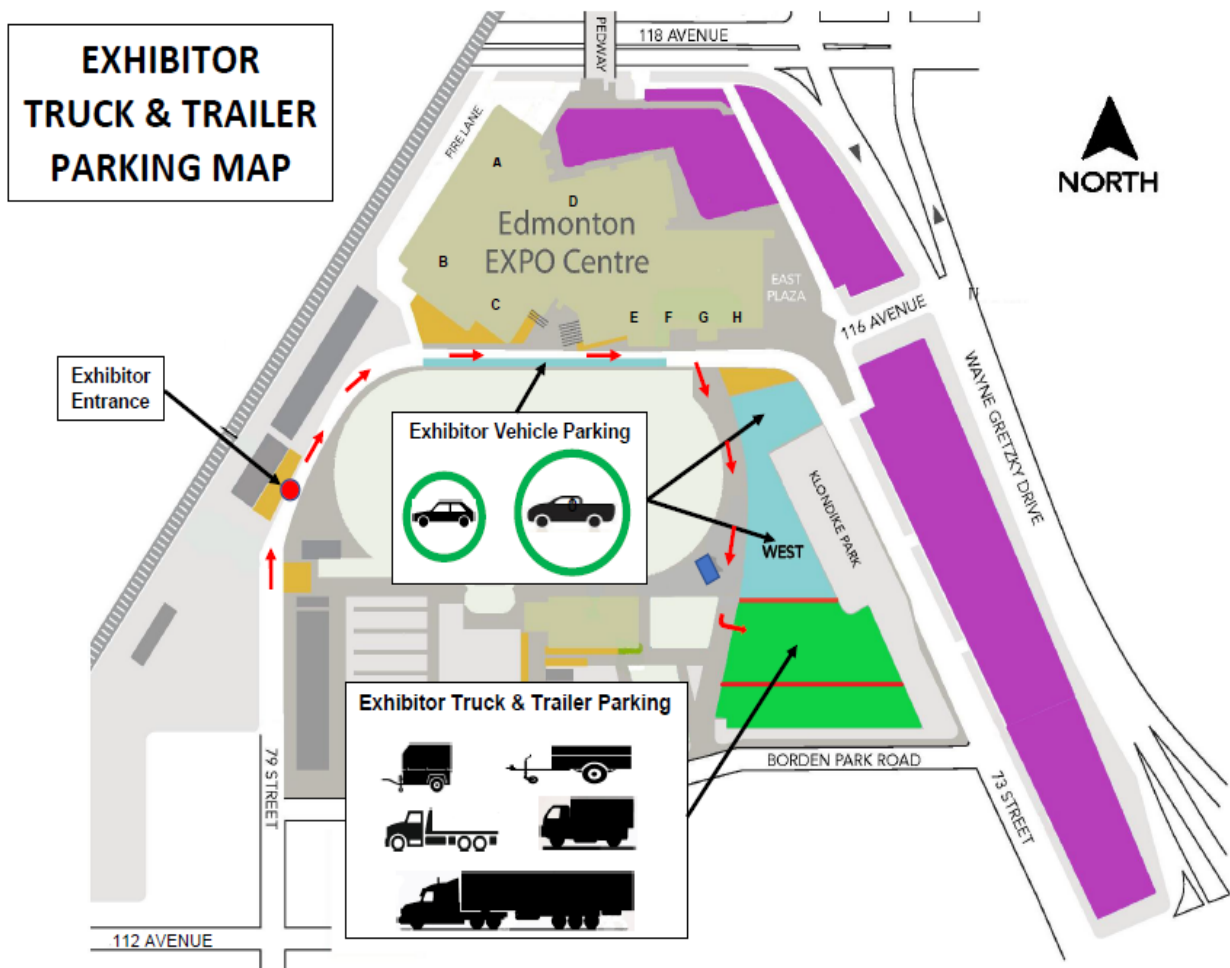 EXHIBITOR
TRUCK & TRAILER
PARKING MAP
118 AVENUE
PEDWAY
FIRE LANE
NORTH
A
D
Edmonton
EXPO Centre
B
C
E
F
G
H
EAST
PLAZA
116 AVENUE
WAYNE GRETZKY DRIVE
Exhibitor
Entrance
Exhibitor Vehicle Parking
KLONDIKE PARK
WEST
Exhibitor Truck & Trailer Parking
79 STREET
BORDEN PARK ROAD
73 STREET
112 AVENUE